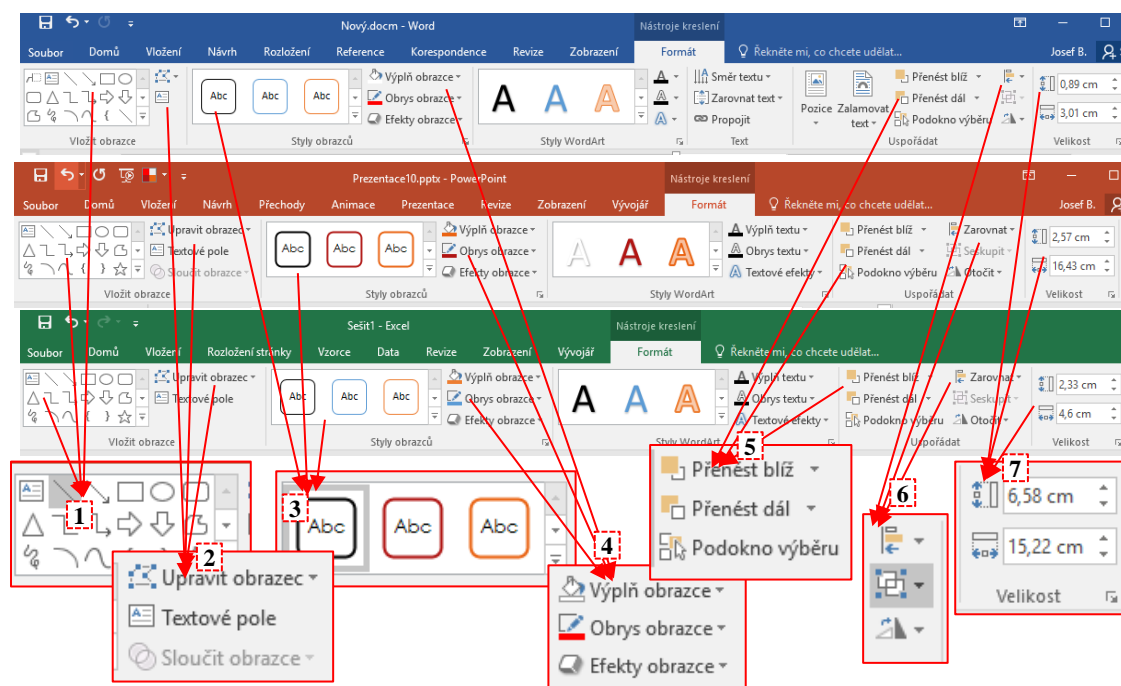 Nový.docm - Word
Nástroje kreslení
Soubor Domů Vložení Návrh Rozložení Reference Korespondence Revize Zobrazení Formát Řekněte mi, co chcete udělat... Josef B.
Abc Abc Abc
Výplň obrazce
Obrys obrazce
Efekty obrazce
A A A
Směr textu
Zarovnat text
Propojit
Pozice Zalamovat text
Přenést blíž
Přenést dál
Podokno výběru
0,89 cm
3,01 cm
Vložit obrazce Styly obrazců Styly WordArt Text Uspořádat Velikost
Prezentace10.pptx - PowerPoint
Nástroje kreslení
Soubor Domů Vložení Návrh Přechody Animace Prezentace Revize Zobrazení Vývojář Formát Řekněte mi, co chcete udělat... Josef B.
Upravit obrazec
Textové pole
Sloučit obrazce
Abc Abc Abc
Výplň obrazce
Obrys obrazce
Efekty obrazce
A A A
Výplň textu
Obrys textu
Textové efekty
Přenést blíž
Přenést dál
Podokno výběru
Zarovnat
Seskupit
Otočit
2,57 cm
16,43 cm
Vložit obrazce Styly obrazců Styly WordArt Uspořádat Velikost
Sešit1 - Excel
Nástroje kreslení
Soubor Domů Vložení Rozložení stránky Vzorce Data Revize Zobrazení Vývojář Formát Řekněte mi, co chcete udělat...
Upravit obrazec
Textové pole
Abc Abc Abc
Výplň obrazce
Obrys obrazce
Efekty obrazce
A A A
Výplň textu
Obrys textu
Textové efekty
Přenést blíž
Přenést dál
Podokno výběru
Zarovnat
Seskupit
Otočit
2,33 cm
4,6 cm
Vložit obrazce Styly obrazců Styly WordArt Uspořádat Velikost
1
2
Upravit obrazec
Textové pole
Sloučit obrazce
3
Abc Abc Abc
4
Výplň obrazce
Obrys obrazce
Efekty obrazce
5
Přenést blíž
Přenést dál
Podokno výběru
6
7
6,58 cm
15,22 cm
Velikost